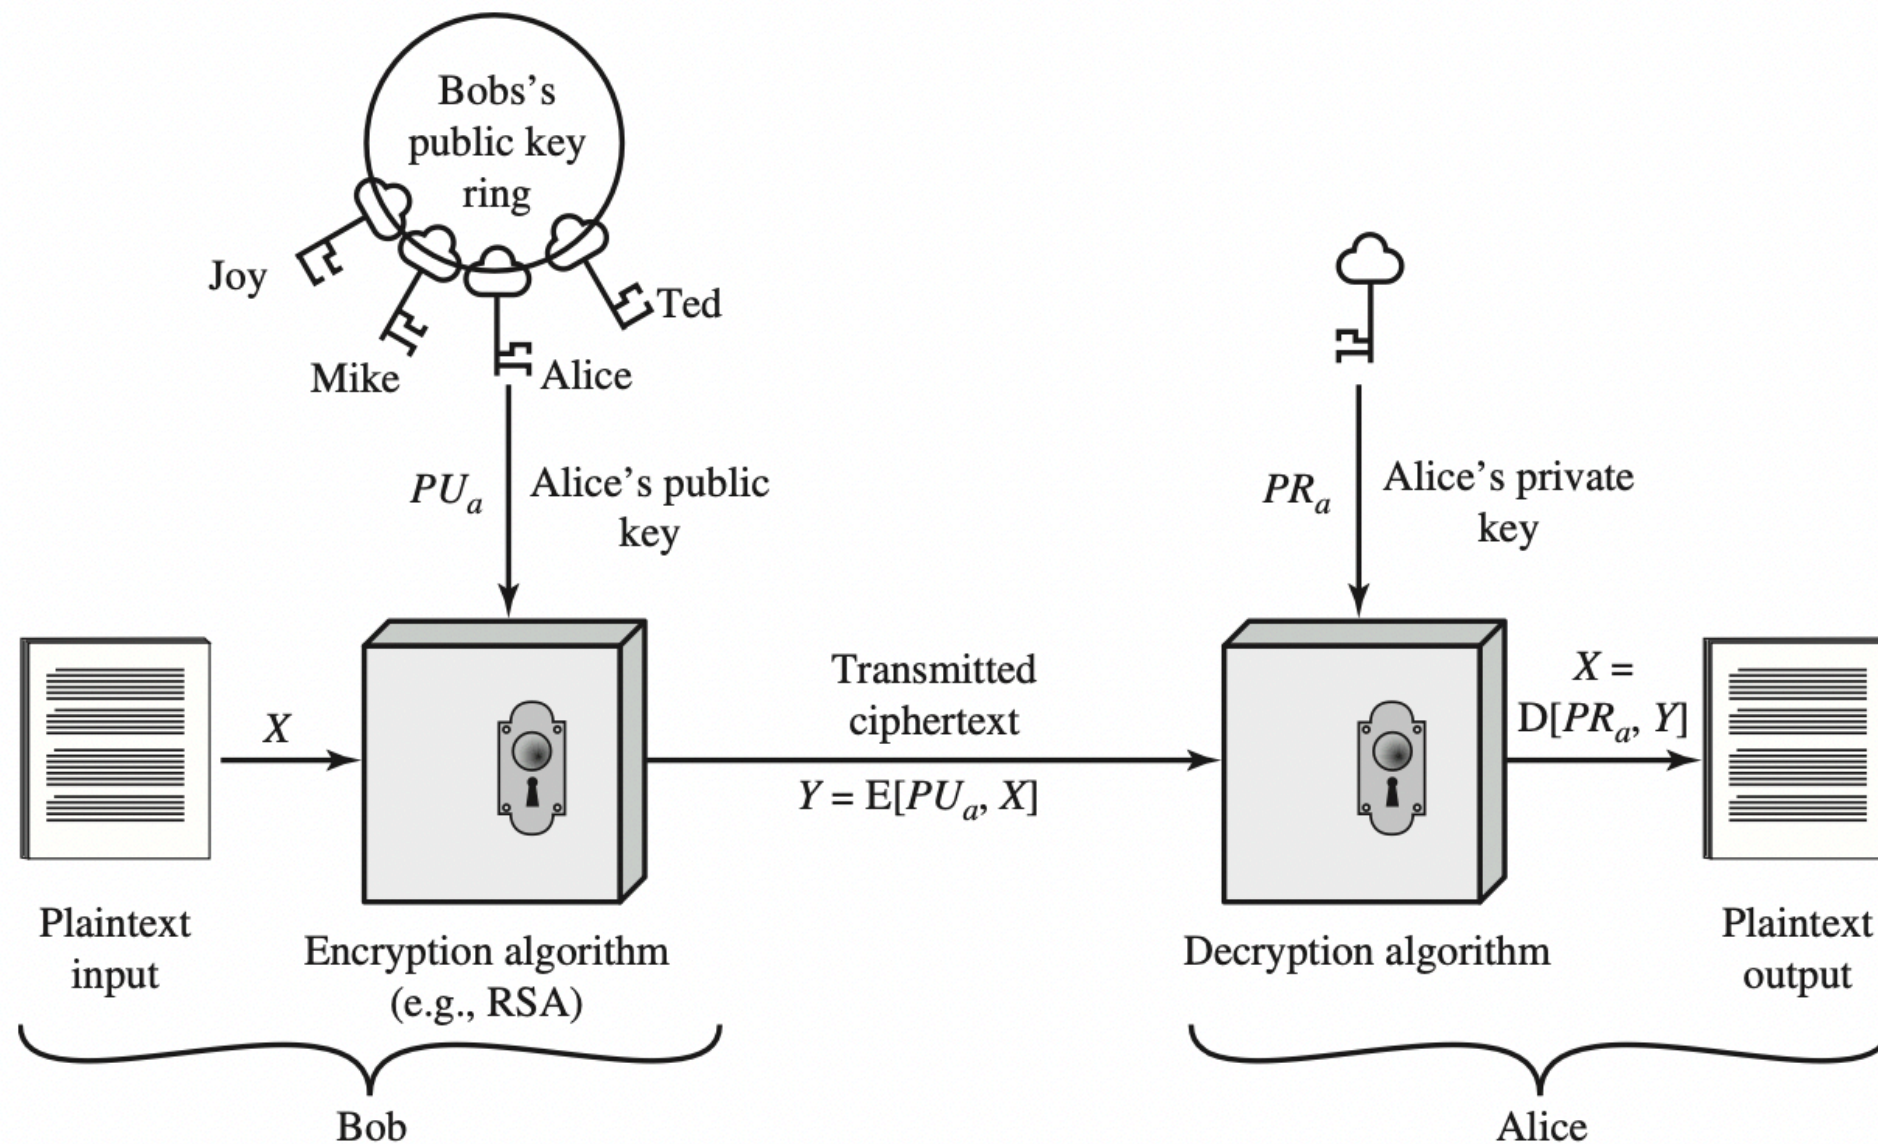 Bobs's
public key
ring
Joy
Ted
Mike
Alice
PUₐ
Alice's public
key
PRₐ
Alice's private
key
X
Transmitted
ciphertext
Y = E[PUₐ, X]
X =
D[PRₐ, Y]
Plaintext
input
Encryption algorithm
(e.g., RSA)
Decryption algorithm
Plaintext
output
Bob
Alice